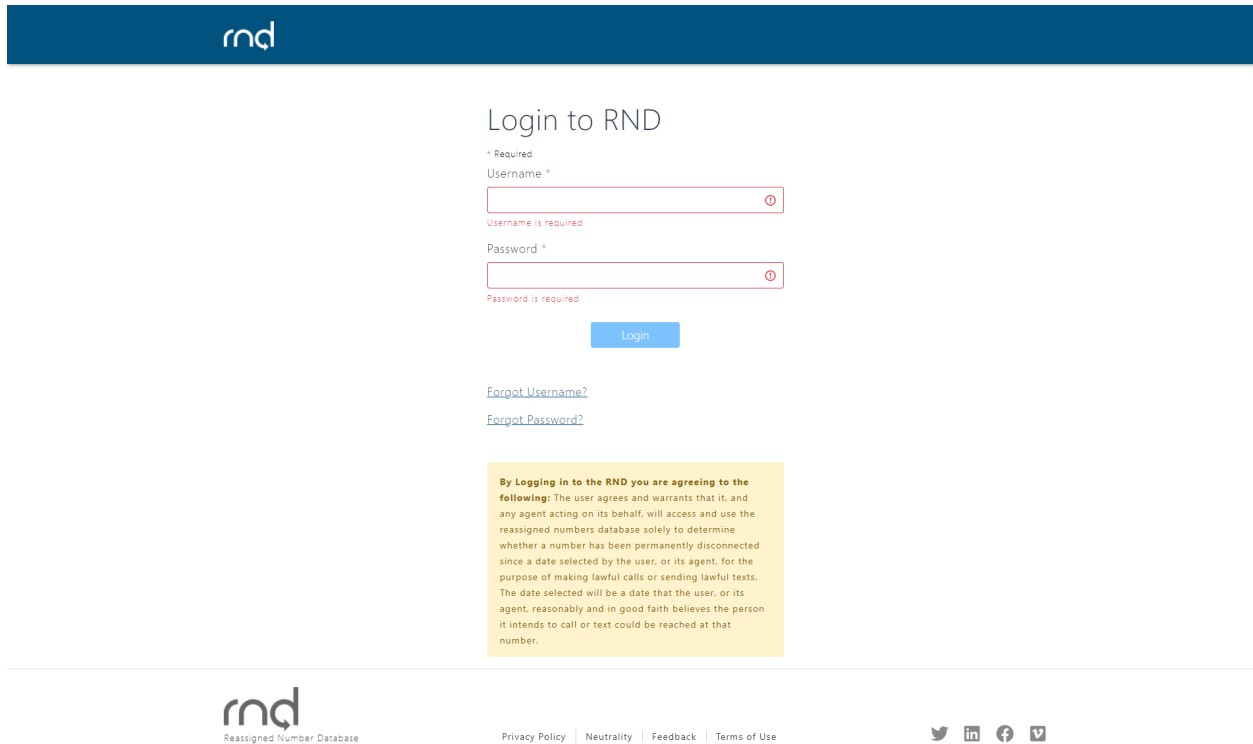 rnd
Login to RND
* Required
Username *
Username is required
Password *
Password is required
Login
Forgot Username?
Forgot Password?
By Logging in to the RND you are agreeing to the
following: The user agrees and warrants that it, and
any agent acting on its behalf, will access and use the
reassigned numbers database solely to determine
whether a number has been permanently disconnected
since a date selected by the user, or its agent, for the
purpose of making lawful calls or sending lawful texts.
The date selected will be a date that the user, or its
agent, reasonably and in good faith believes the person
it intends to call or text could be reached at that
number.
rnd
Reassigned Number Database
Privacy Policy | Neutrality | Feedback | Terms of Use